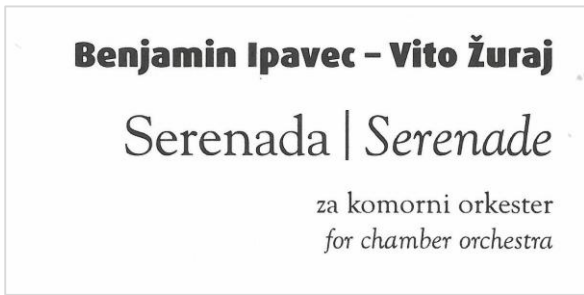 Benjamin Ipavec – Vito Žuraj
Serenada | Serenade
za komorni orkester
for chamber orchestra